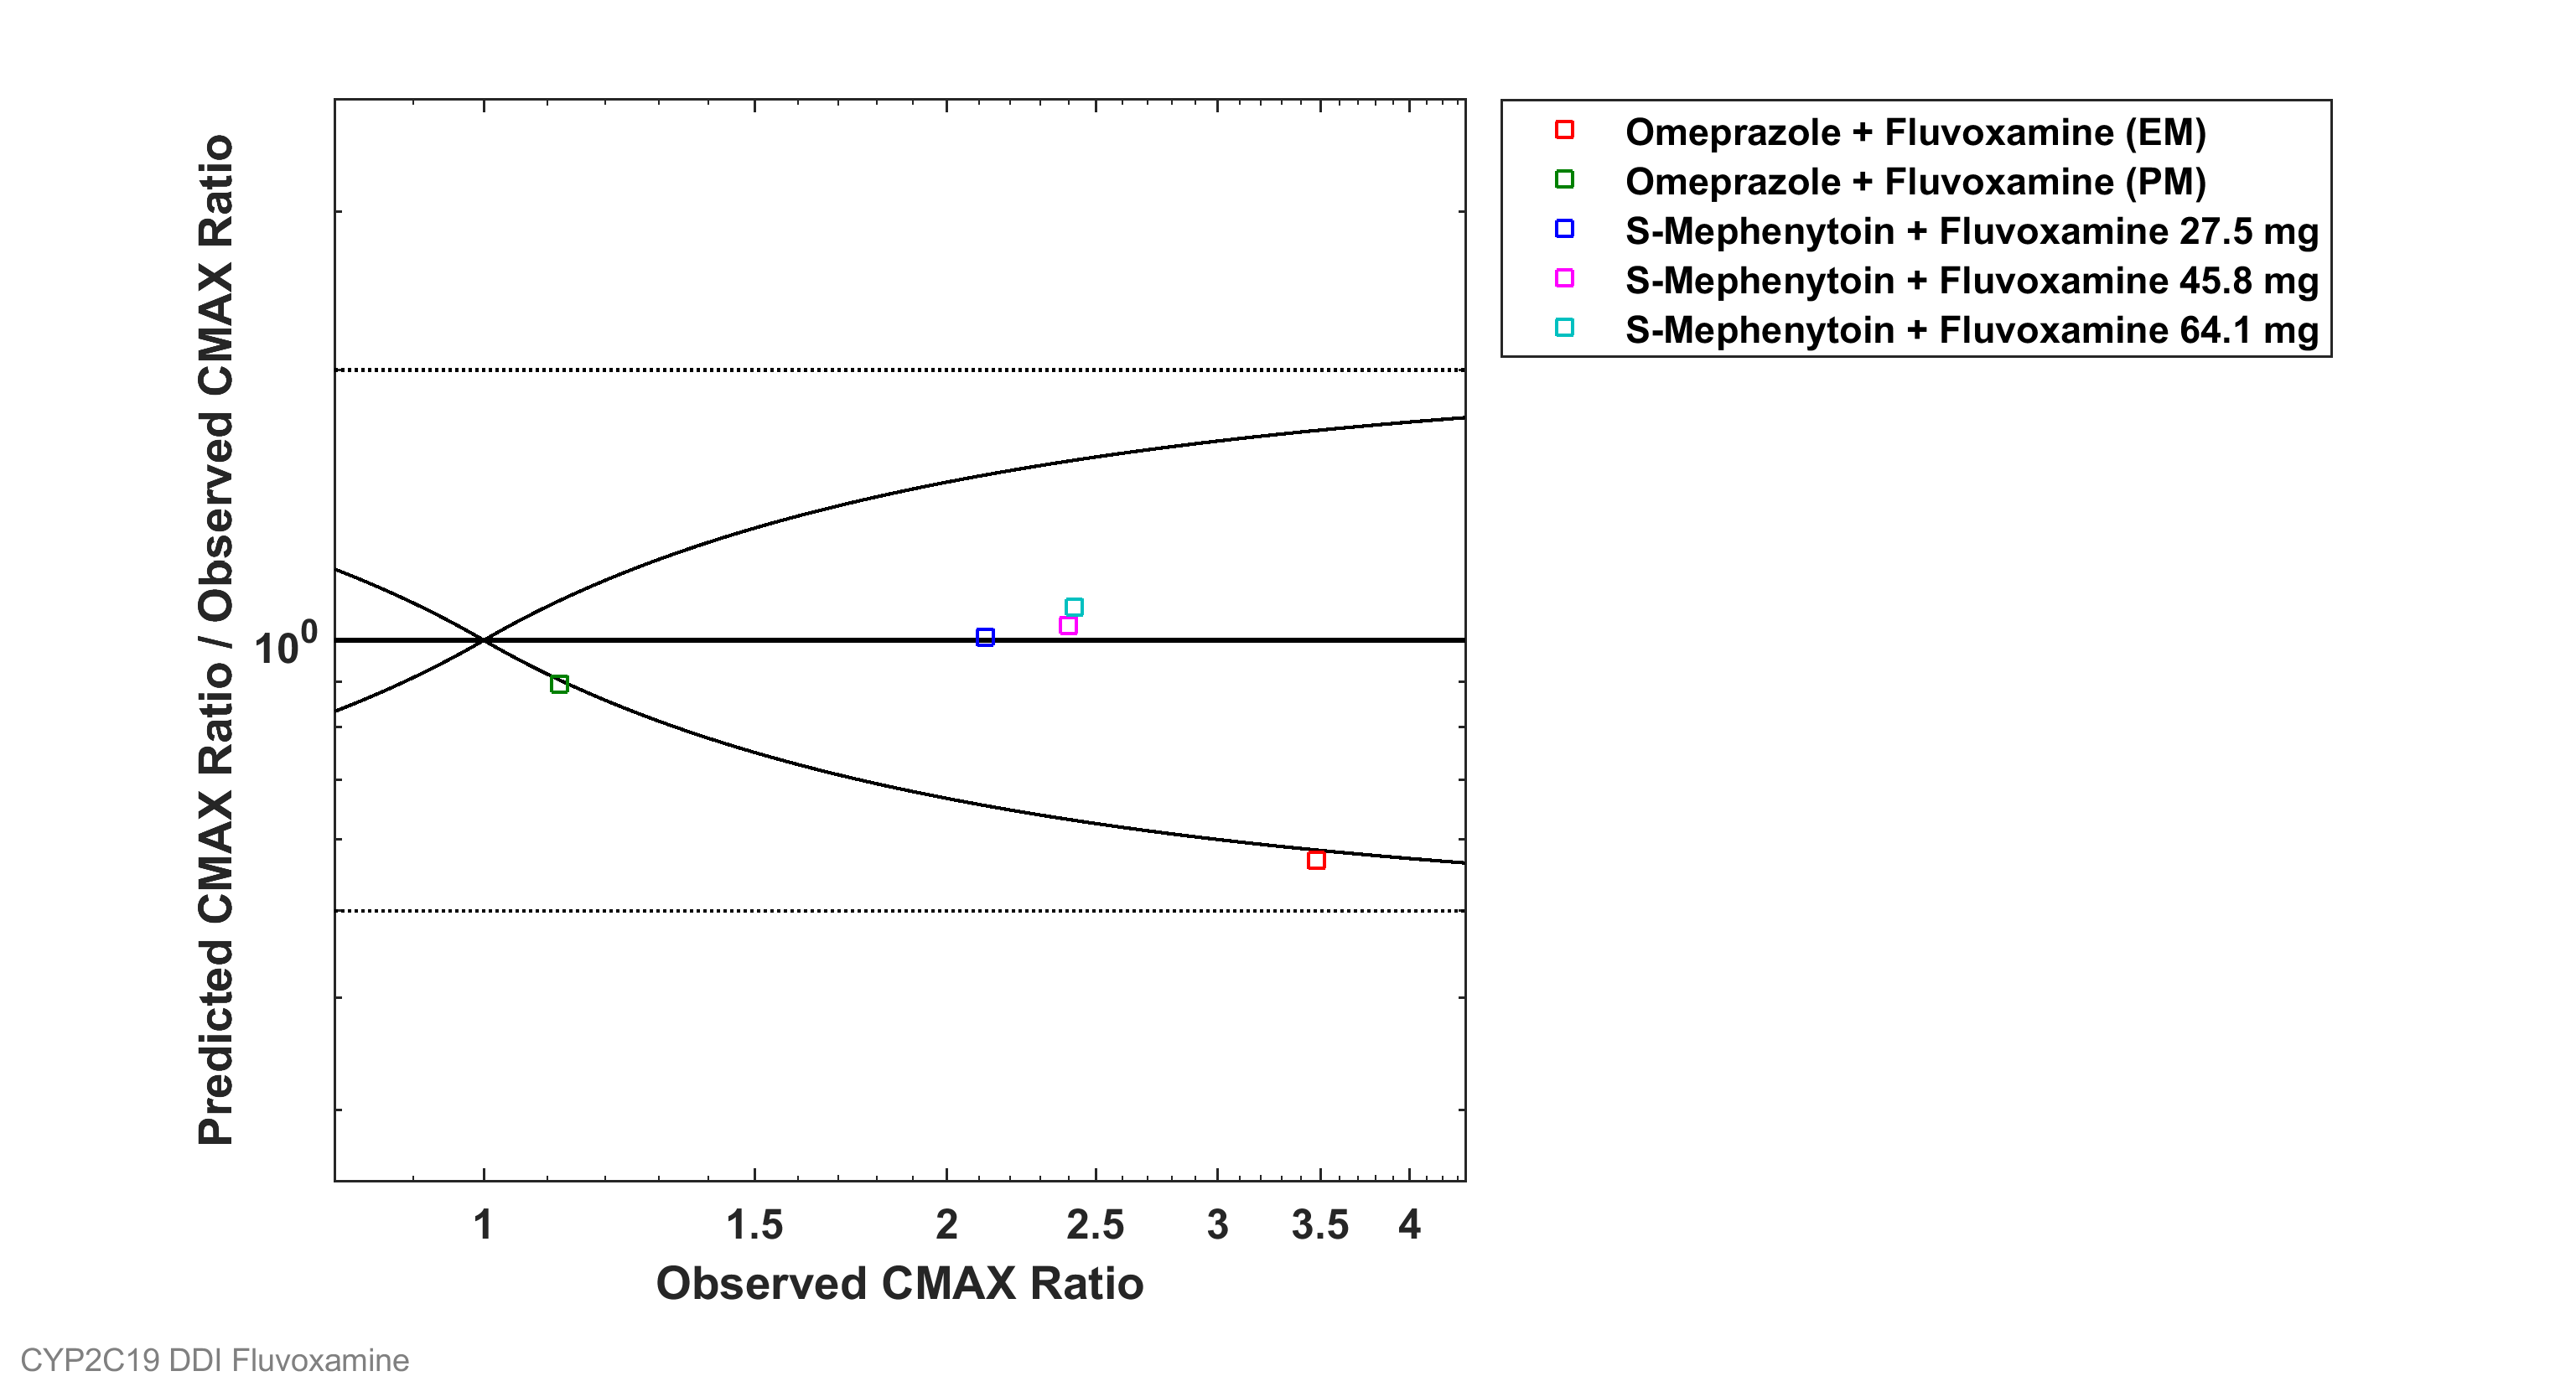 Predicted CMAX Ratio / Observed CMAX Ratio
10⁰
Omeprazole + Fluvoxamine (EM)
Omeprazole + Fluvoxamine (PM)
S-Mephenytoin + Fluvoxamine 27.5 mg
S-Mephenytoin + Fluvoxamine 45.8 mg
S-Mephenytoin + Fluvoxamine 64.1 mg
1 1.5 2 2.5 3 3.5 4
Observed CMAX Ratio
CYP2C19 DDI Fluvoxamine